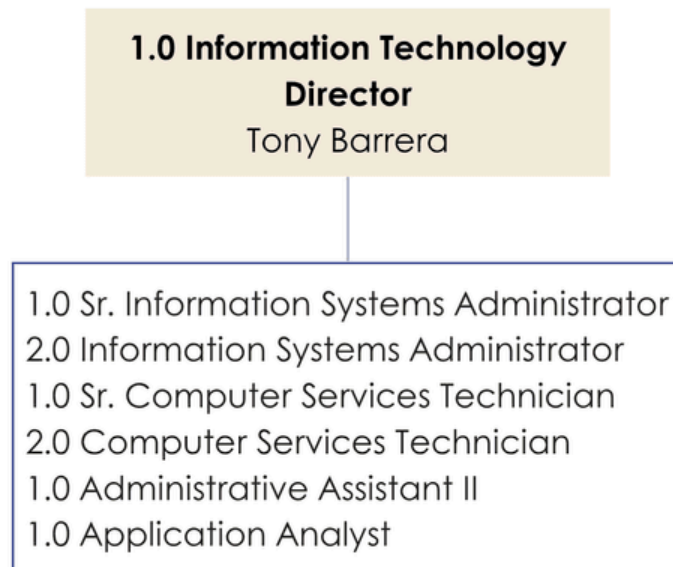 1.0 Information Technology
Director
Tony Barrera
1.0 Sr. Information Systems Administrator
2.0 Information Systems Administrator
1.0 Sr. Computer Services Technician
2.0 Computer Services Technician
1.0 Administrative Assistant II
1.0 Application Analyst